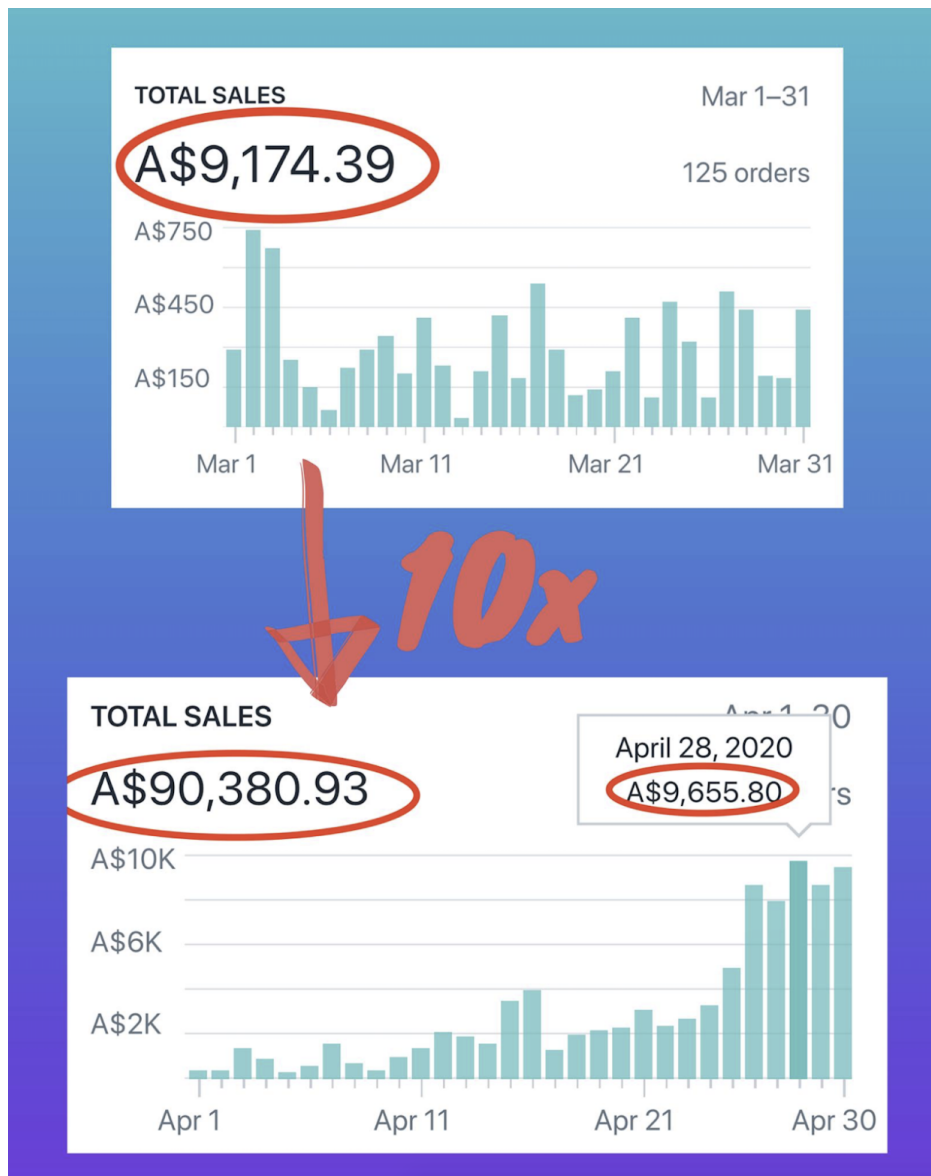 TOTAL SALES Mar 1–31
A$9,174.39
125 orders
A$750
A$450
A$150
Mar 1 Mar 11 Mar 21 Mar 31
10x
TOTAL SALES
April 28, 2020
A$90,380.93 A$9,655.80
A$10K
A$6K
A$2K
Apr 1 Apr 11 Apr 21 Apr 30